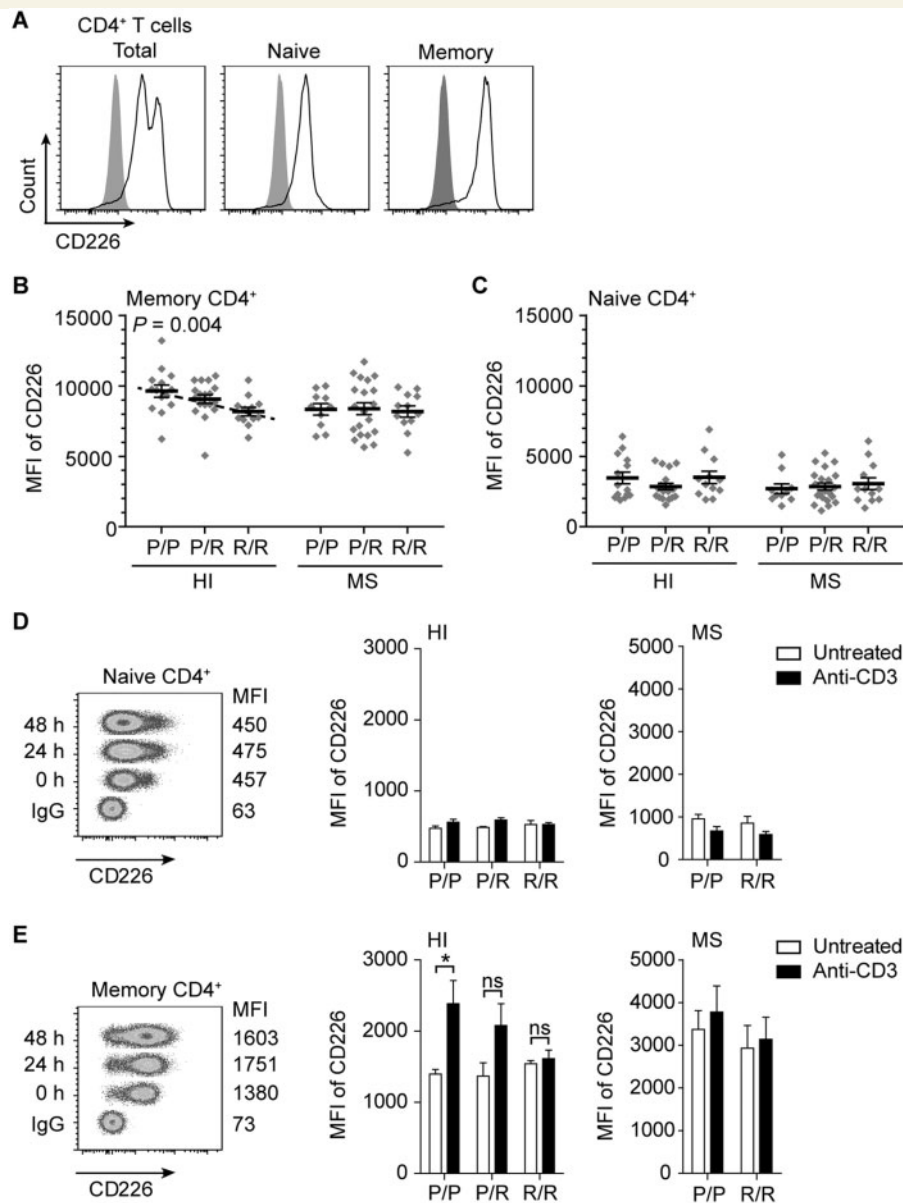 A
CD4⁺ T cells
Total Naive Memory
Count
CD226
B
Memory CD4⁺
P = 0.004
MFI of CD226
15000
10000
5000
0
P/P P/R R/R P/P P/R R/R
HI MS
C
Naive CD4⁺
MFI of CD226
15000
10000
5000
0
P/P P/R R/R P/P P/R R/R
HI MS
D
Naive CD4⁺
MFI
48 h 450
24 h 475
0 h 457
IgG 63
CD226
HI
MFI of CD226
3000
2000
1000
0
P/P P/R R/R
MS
MFI of CD226
5000
4000
3000
2000
1000
0
P/P R/R
Untreated
Anti-CD3
E
Memory CD4⁺
MFI
48 h 1603
24 h 1751
0 h 1380
IgG 73
CD226
HI
MFI of CD226
3000
2000
1000
0
* ns ns
P/P P/R R/R
MS
MFI of CD226
5000
4000
3000
2000
1000
0
P/P R/R
Untreated
Anti-CD3